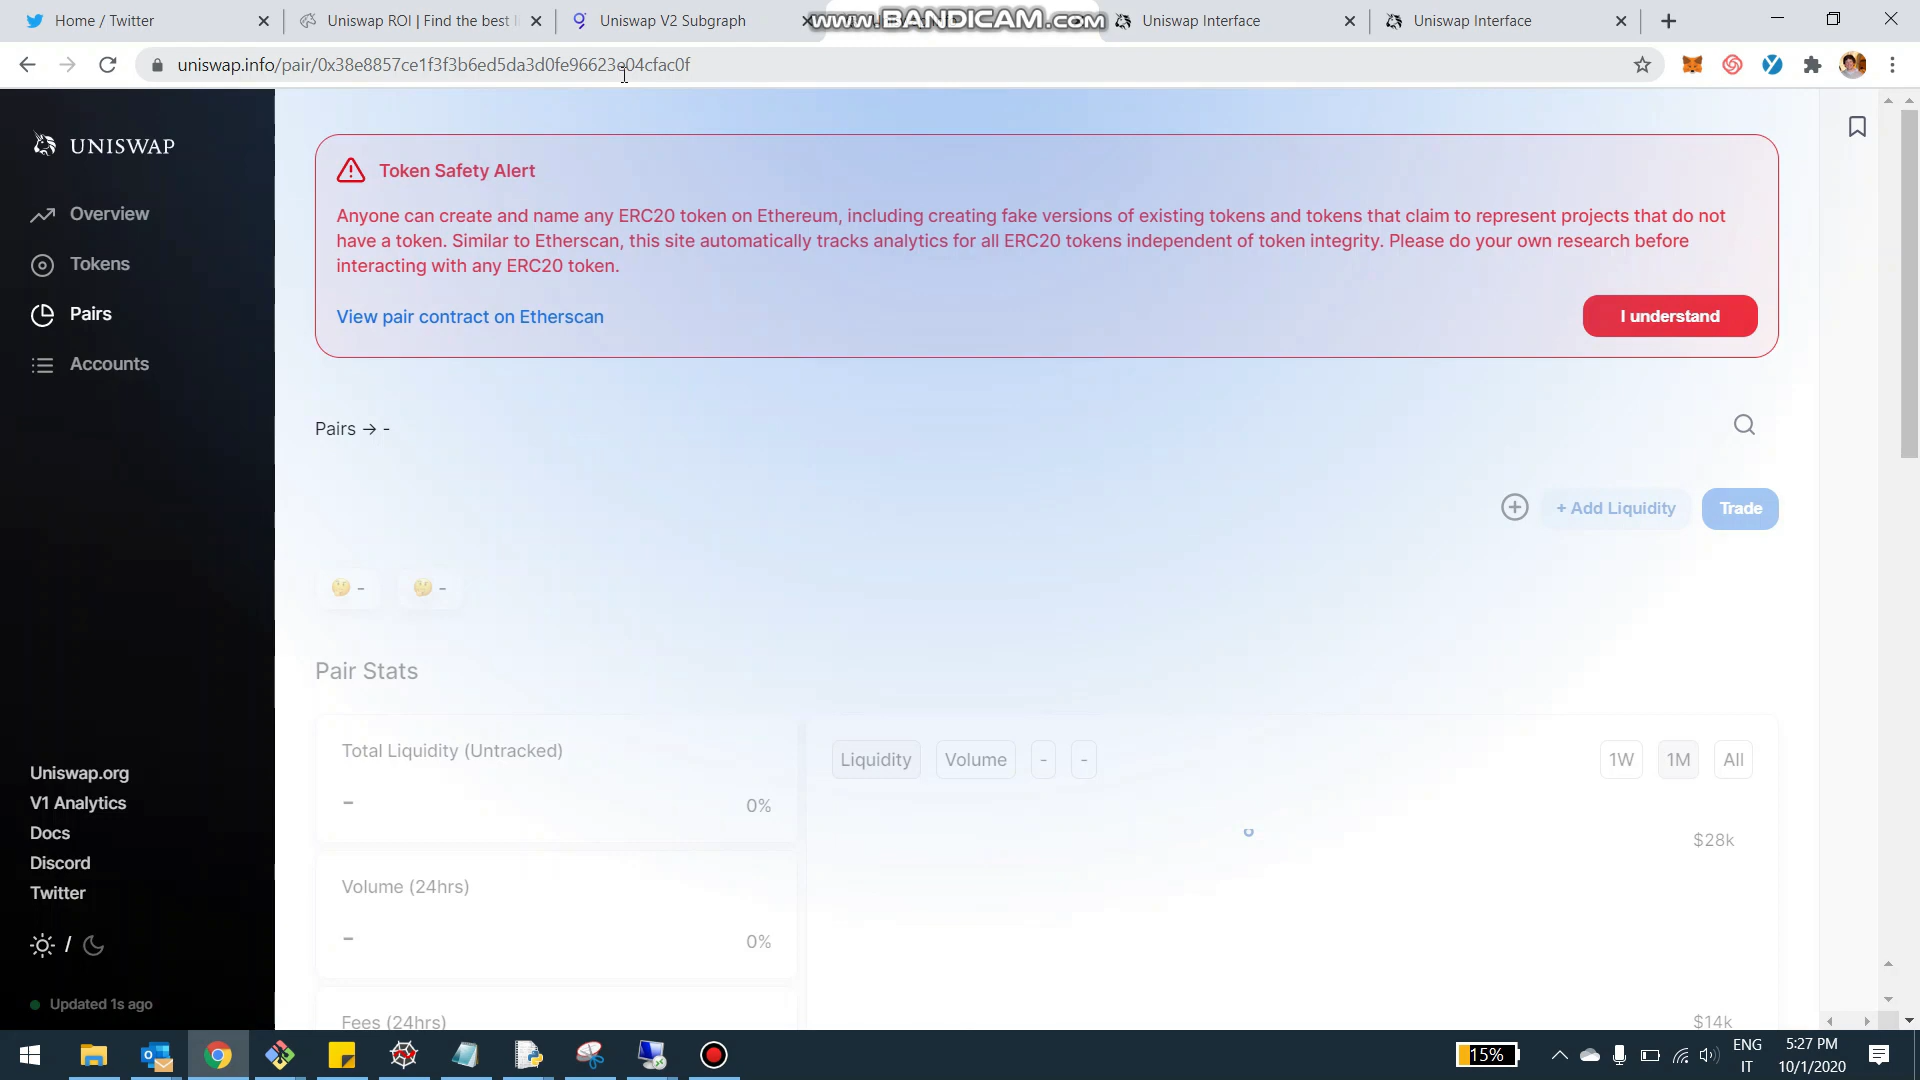 Home / Twitter
Uniswap ROI | Find the best li
Uniswap V2 Subgraph
www.BANDICAM.com
Uniswap Interface
Uniswap Interface
uniswap.info/pair/0x38e8857ce1f3f3b6ed5da3d0fe96623e04cfac0f
UNISWAP
Overview
Tokens
Pairs
Accounts
Uniswap.org
V1 Analytics
Docs
Discord
Twitter
/
Updated 1s ago
Token Safety Alert
Anyone can create and name any ERC20 token on Ethereum, including creating fake versions of existing tokens and tokens that claim to represent projects that do not
have a token. Similar to Etherscan, this site automatically tracks analytics for all ERC20 tokens independent of token integrity. Please do your own research before
interacting with any ERC20 token.
View pair contract on Etherscan
I understand
Pairs → -
+ Add Liquidity
Trade
-
-
Pair Stats
Total Liquidity (Untracked)
-
0%
Volume (24hrs)
-
0%
Fees (24hrs)
Liquidity
Volume
-
-
1W
1M
All
$28k
$14k
15%
ENG
IT
5:27 PM
10/1/2020